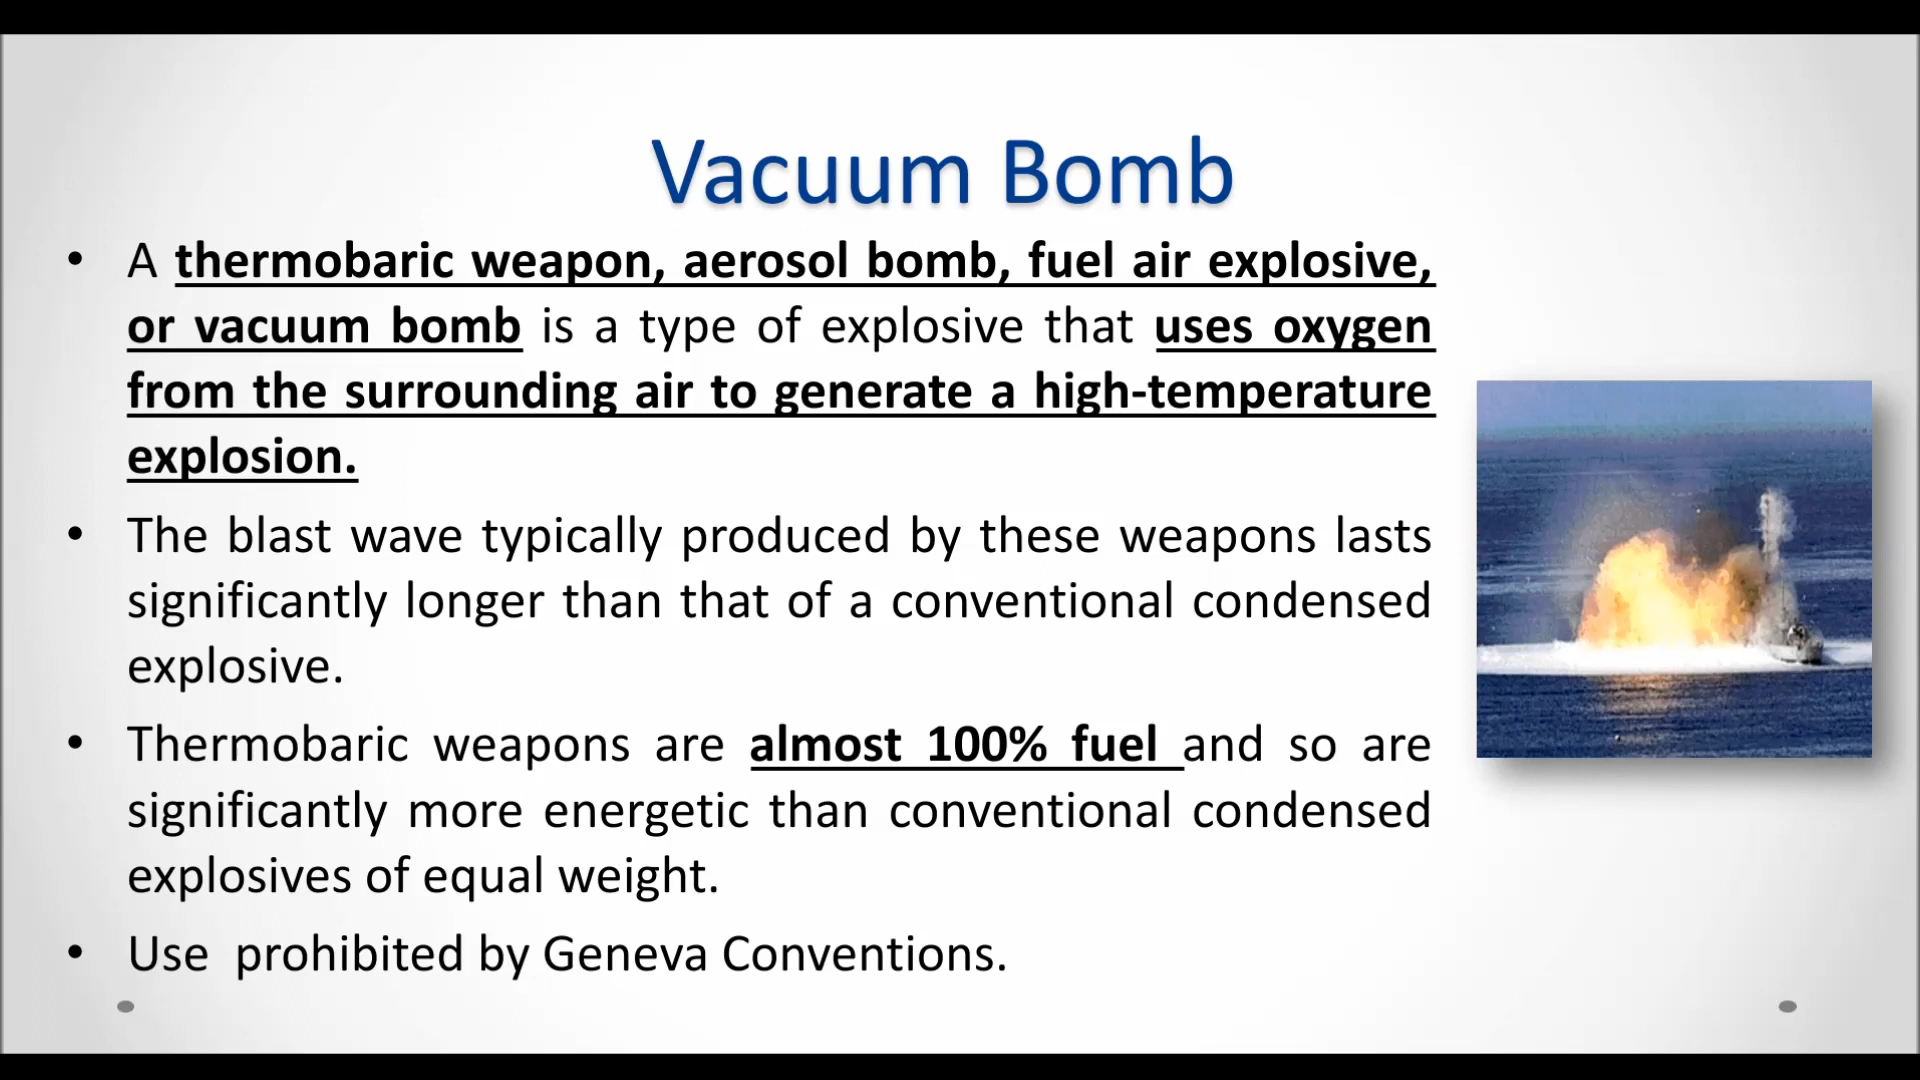 Vacuum Bomb
• A thermobaric weapon, aerosol bomb, fuel air explosive,
or vacuum bomb is a type of explosive that uses oxygen
from the surrounding air to generate a high-temperature
explosion.
• The blast wave typically produced by these weapons lasts
significantly longer than that of a conventional condensed
explosive.
• Thermobaric weapons are almost 100% fuel and so are
significantly more energetic than conventional condensed
explosives of equal weight.
• Use  prohibited by Geneva Conventions.